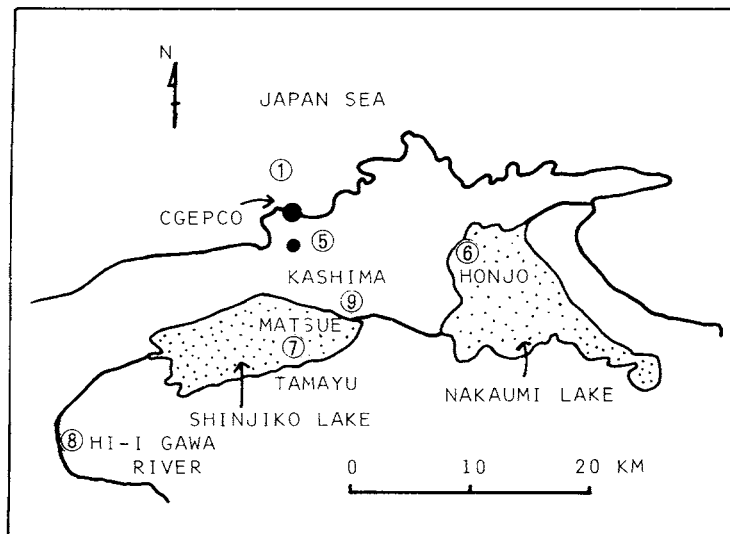 N
JAPAN SEA
①
CGEPCO
⑤
⑥
KASHIMA
HONJO
⑨
MATSUE
⑦
TAMAYU
NAKAUMI LAKE
SHINJIKO LAKE
⑧ HI-I GAWA
RIVER
0 10 20 KM